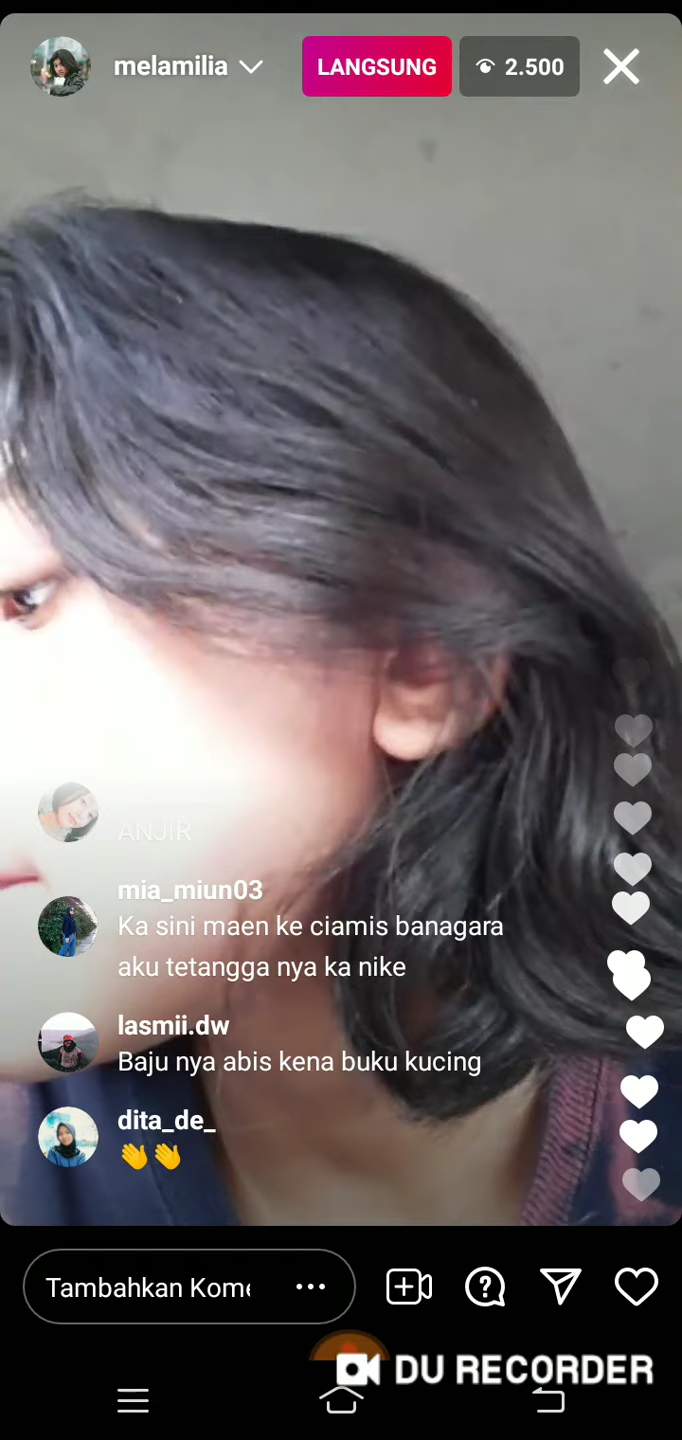 melamilia
LANGSUNG
2.500
ANJIR
mia_miun03
Ka sini maen ke ciamis banagara
aku tetangga nya ka nike
lasmii.dw
Baju nya abis kena buku kucing
dita_de_
👏👏
Tambahkan Kome
DU RECORDER